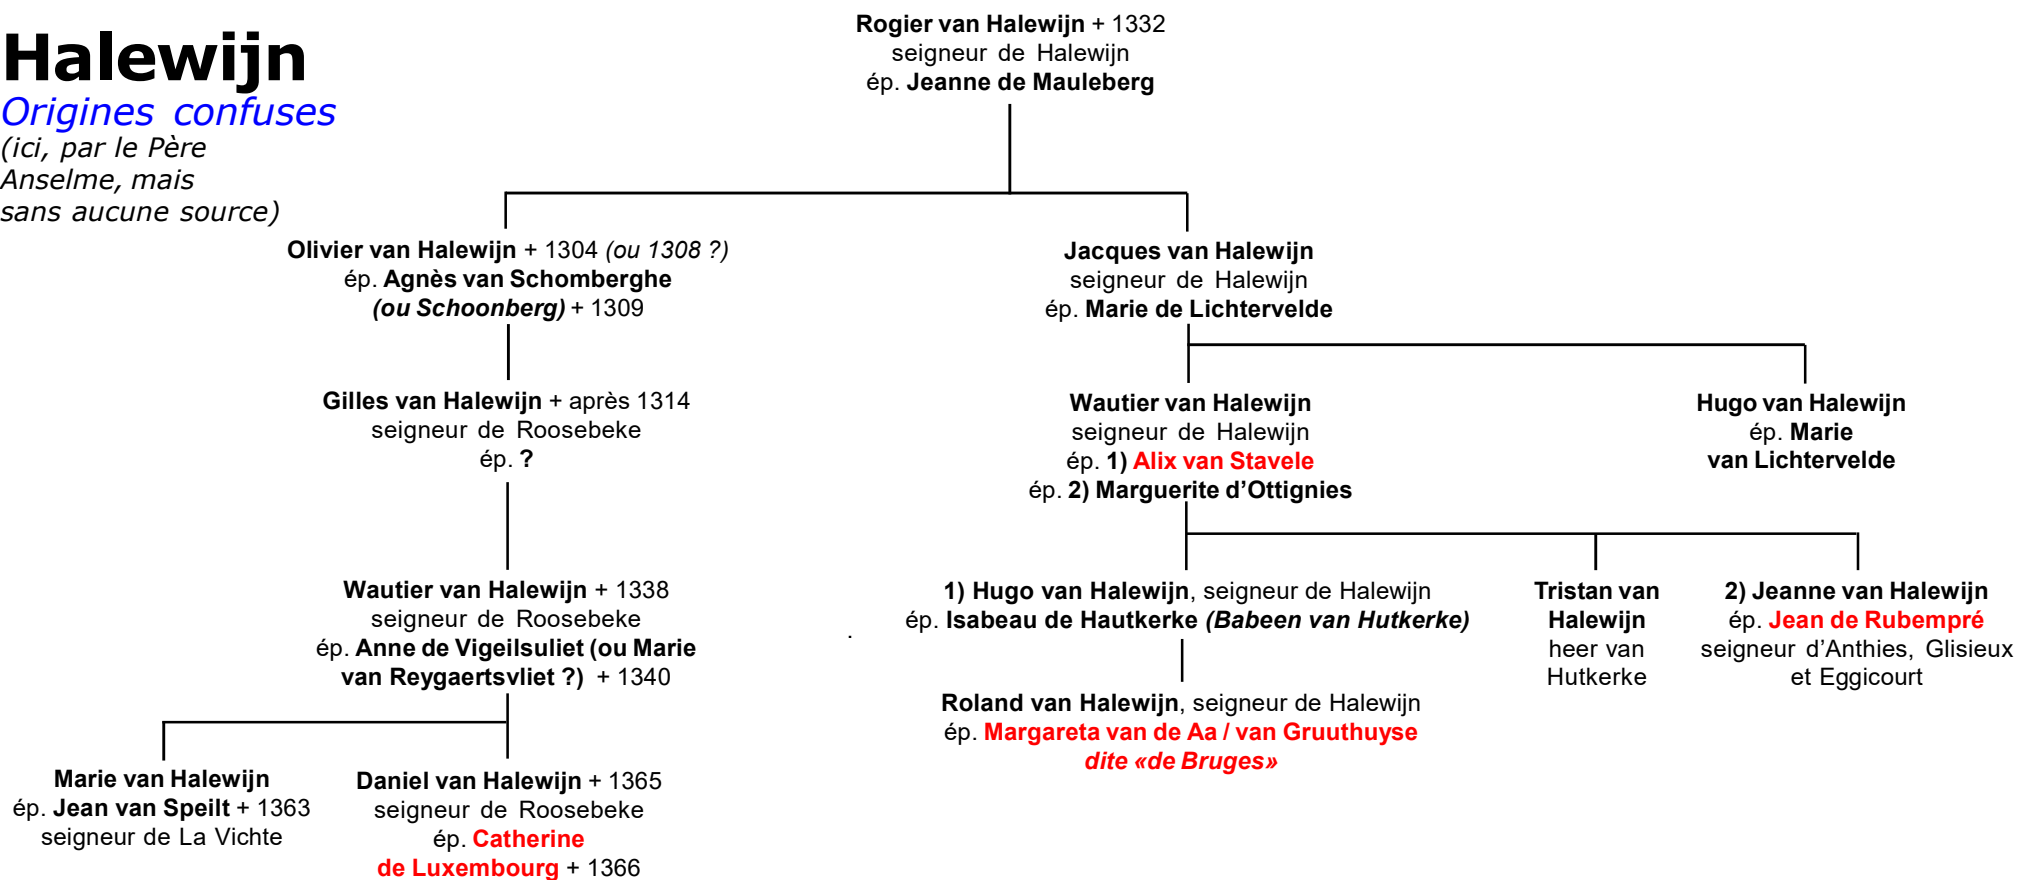 Halewijn
Origines confuses
(ici, par le Père
Anselme, mais
sans aucune source)
Rogier van Halewijn + 1332
seigneur de Halewijn
ép. Jeanne de Mauleberg
Olivier van Halewijn + 1304 (ou 1308 ?)
ép. Agnès van Schomberghe
(ou Schoonberg) + 1309
Jacques van Halewijn
seigneur de Halewijn
ép. Marie de Lichtervelde
Gilles van Halewijn + après 1314
seigneur de Roosebeke
ép. ?
Wautier van Halewijn
seigneur de Halewijn
ép. 1) Alix van Stavele
ép. 2) Marguerite d’Ottignies
Hugo van Halewijn
ép. Marie
van Lichtervelde
Wautier van Halewijn + 1338
seigneur de Roosebeke
ép. Anne de Vigeilsuliet (ou Marie
van Reygaertsvliet ?) + 1340
.
1) Hugo van Halewijn, seigneur de Halewijn
ép. Isabeau de Hautkerke (Babeen van Hutkerke)
Tristan van
Halewijn
heer van
Hutkerke
2) Jeanne van Halewijn
ép. Jean de Rubempré
seigneur d’Anthies, Glisieux
et Eggicourt
Roland van Halewijn, seigneur de Halewijn
ép. Margareta van de Aa / van Gruuthuyse
dite «de Bruges»
Marie van Halewijn
ép. Jean van Speilt + 1363
seigneur de La Vichte
Daniel van Halewijn + 1365
seigneur de Roosebeke
ép. Catherine
de Luxembourg + 1366